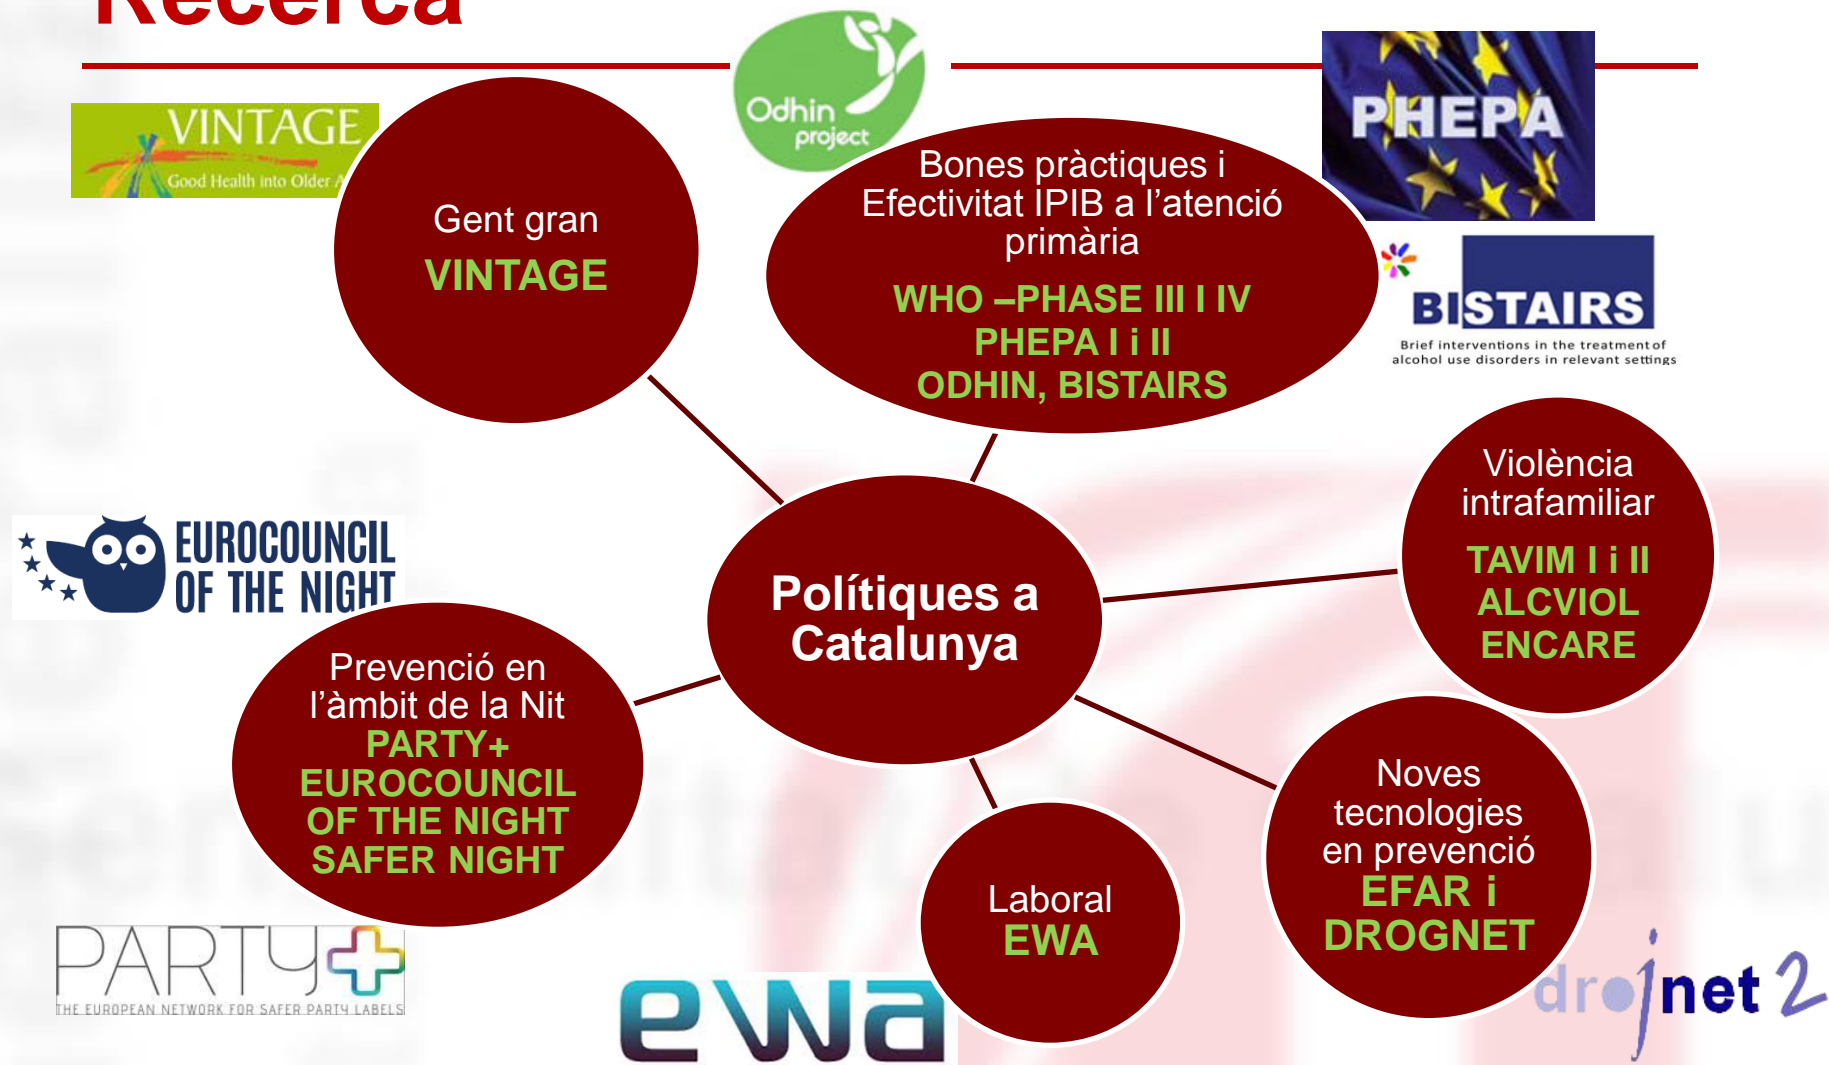 Recerca
VINTAGE
Good Health into Older
Odhin
project
PHEPA
BISTAIRS
Brief interventions in the treatment of
alcohol use disorders in relevant settings
Gent gran
VINTAGE
Bones pràctiques i
Efectivitat IPIB a l’atenció
primària
WHO –PHASE III I IV
PHEPA I i II
ODHIN, BISTAIRS
Violència
intrafamiliar
TAVIM I i II
ALCVIOL
ENCARE
EUROCOUNCIL
OF THE NIGHT
Polítiques a
Catalunya
Prevenció en
l’àmbit de la Nit
PARTY+
EUROCOUNCIL
OF THE NIGHT
SAFER NIGHT
Noves
tecnologies
en prevenció
EFAR i
DROGNET
Laboral
EWA
PARTY+
THE EUROPEAN NETWORK FOR SAFER PARTY LABELS
ewa
drojnet 2